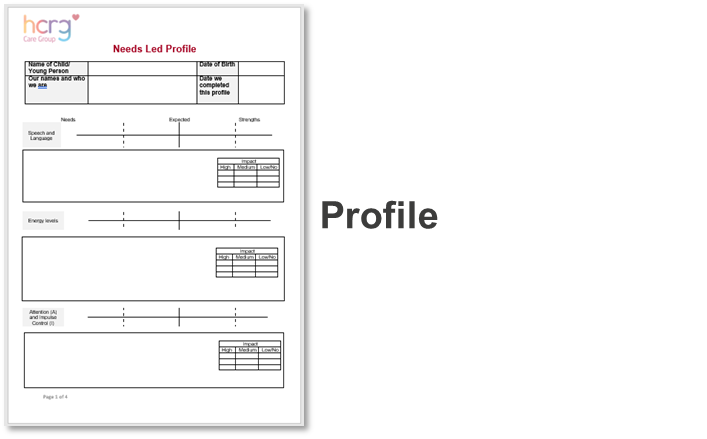 hcrg
Care Group
Needs Led Profile
Name of Child/ Date of Birth
Young Person
Our names and who Date we
we are completed
this profile
Needs Expected Strengths
Speech and
Language
Impact
High Medium Low/No
Energy levels
Impact
High Medium Low/No
Attention (A)
and Impulse
Control (I)
Impact
High Medium Low/No
Page 1 of 4
Profile